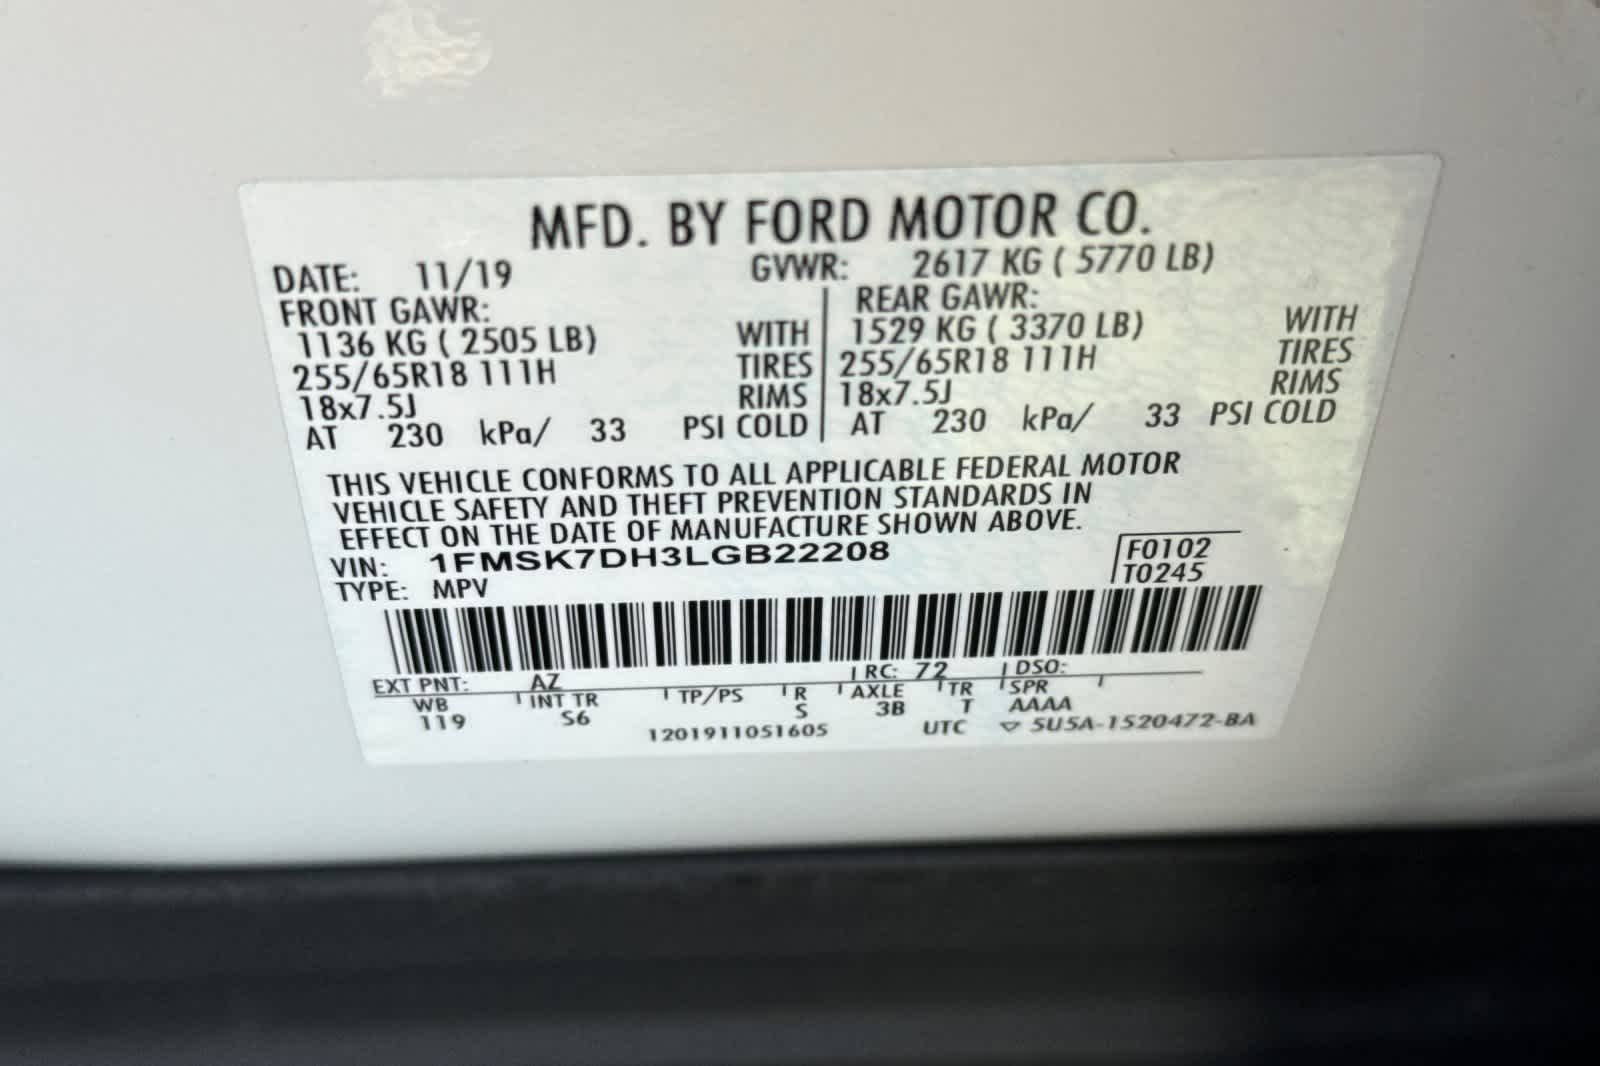 MFD. BY FORD MOTOR CO.
DATE: 11/19 GVWR: 2617 KG ( 5770 LB)
FRONT GAWR: REAR GAWR:
1136 KG ( 2505 LB) WITH 1529 KG ( 3370 LB) WITH
255/65R18 111H TIRES 255/65R18 111H TIRES
18x7.5J RIMS 18x7.5J RIMS
AT 230 kPa/ 33 PSI COLD AT 230 kPa/ 33 PSI COLD
THIS VEHICLE CONFORMS TO ALL APPLICABLE FEDERAL MOTOR
VEHICLE SAFETY AND THEFT PREVENTION STANDARDS IN
EFFECT ON THE DATE OF MANUFACTURE SHOWN ABOVE.
VIN: 1FMSK7DH3LGB22208 F0102
TYPE: MPV T0245
EXT PNT: AZ RC: 72 DSO:
WB INT TR TP/PS R AXLE TR SPR
119 S6 S 3B T AAAA
1201911051605 UTC ▽ 5U5A-1520472-BA